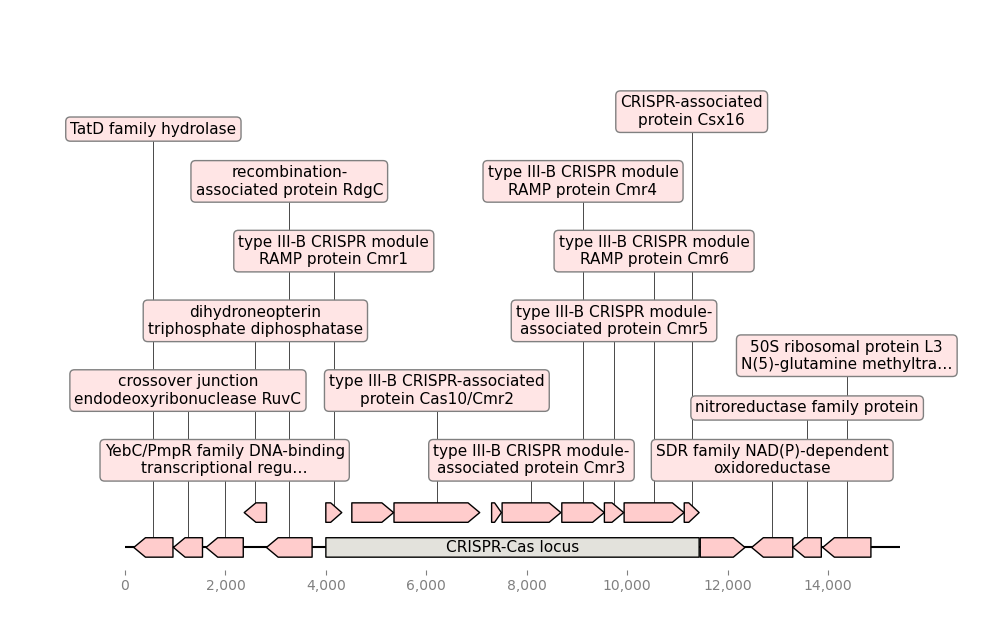 CRISPR-associated
protein Csx16
TatD family hydrolase
recombination-
associated protein RdgC
type III-B CRISPR module
RAMP protein Cmr4
type III-B CRISPR module
RAMP protein Cmr1
type III-B CRISPR module
RAMP protein Cmr6
dihydroneopterin
triphosphate diphosphatase
type III-B CRISPR module-
associated protein Cmr5
50S ribosomal protein L3
N(5)-glutamine methyltra...
crossover junction
endodeoxyribonuclease RuvC
type III-B CRISPR-associated
protein Cas10/Cmr2
nitroreductase family protein
YebC/PmpR family DNA-binding
transcriptional regu...
type III-B CRISPR module-
associated protein Cmr3
SDR family NAD(P)-dependent
oxidoreductase
CRISPR-Cas locus
0 2,000 4,000 6,000 8,000 10,000 12,000 14,000